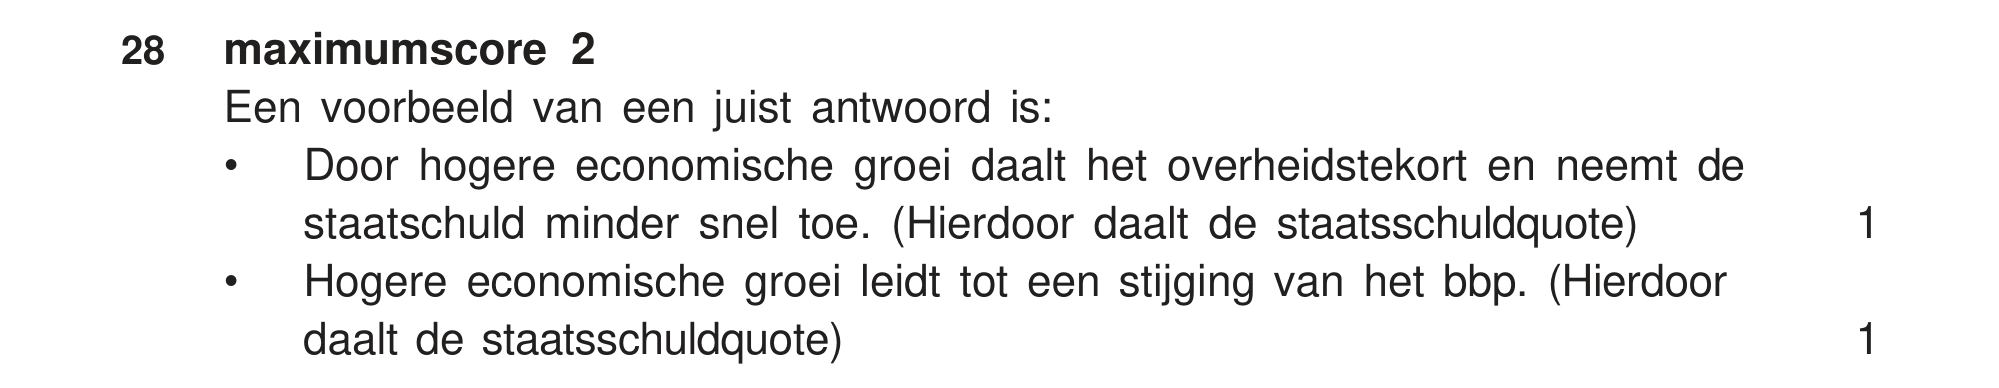 28 maximumscore 2
Een voorbeeld van een juist antwoord is:
• Door hogere economische groei daalt het overheidstekort en neemt de
staatschuld minder snel toe. (Hierdoor daalt de staatsschuldquote) 1
• Hogere economische groei leidt tot een stijging van het bbp. (Hierdoor
daalt de staatsschuldquote) 1